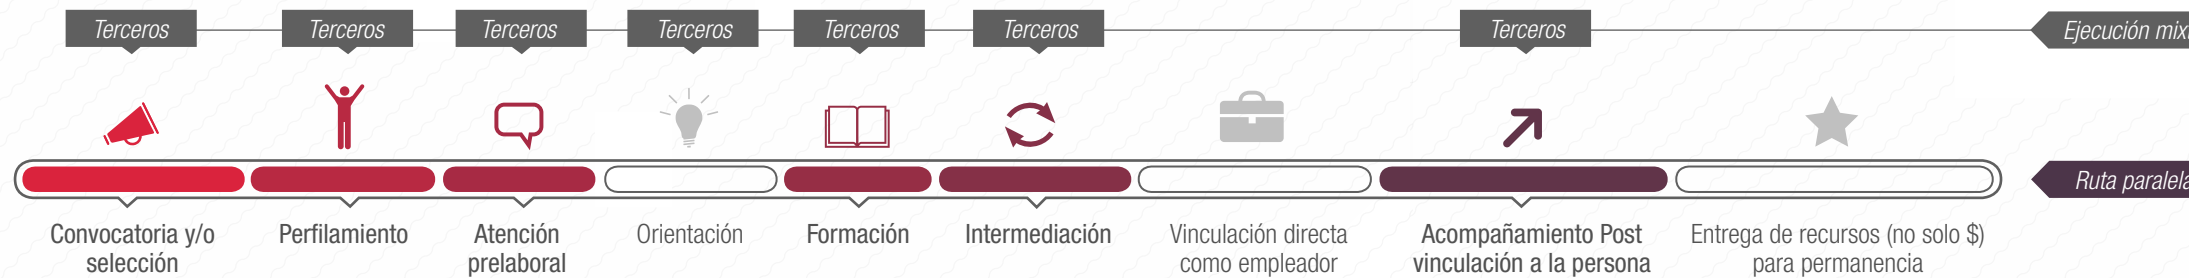 Terceros Terceros Terceros Terceros Terceros Terceros Terceros Ejecución
Ruta paralela
Convocatoria y/o
selección
Perfilamiento
Atención
prelaboral
Orientación
Formación
Intermediación
Vinculación directa
como empleador
Acompañamiento Post
vinculación a la persona
Entrega de recursos (no solo $)
para permanencia